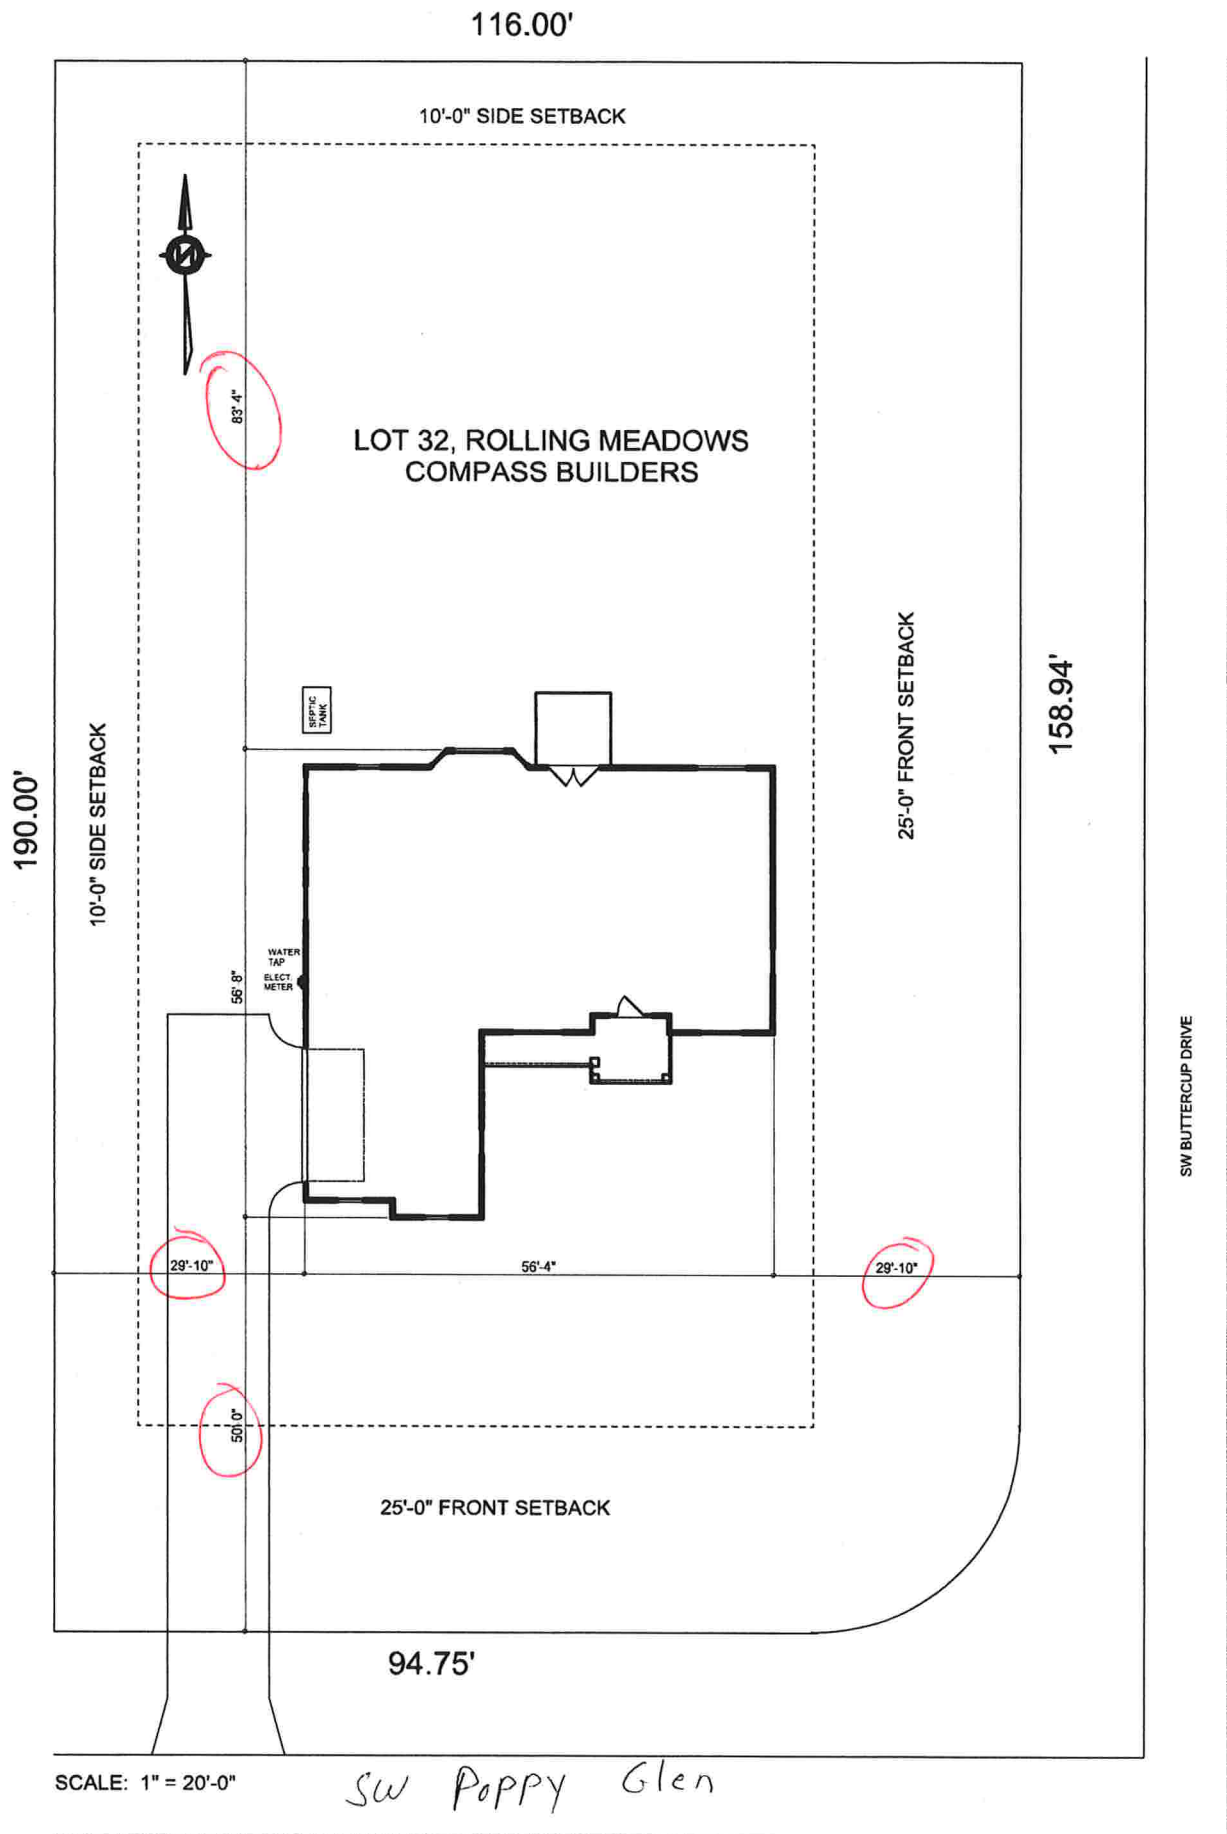 116.00'
10'-0" SIDE SETBACK
N
83' 4"
LOT 32, ROLLING MEADOWS
COMPASS BUILDERS
SEPTIC
TANK
25'-0" FRONT SETBACK
158.94'
190.00'
10'-0" SIDE SETBACK
WATER
TAP
ELECT.
METER
56' 8"
SW BUTTERCUP DRIVE
29'-10"
56'-4"
29'-10"
50' 0"
25'-0" FRONT SETBACK
94.75'
SCALE: 1" = 20'-0"
SW Poppy Glen